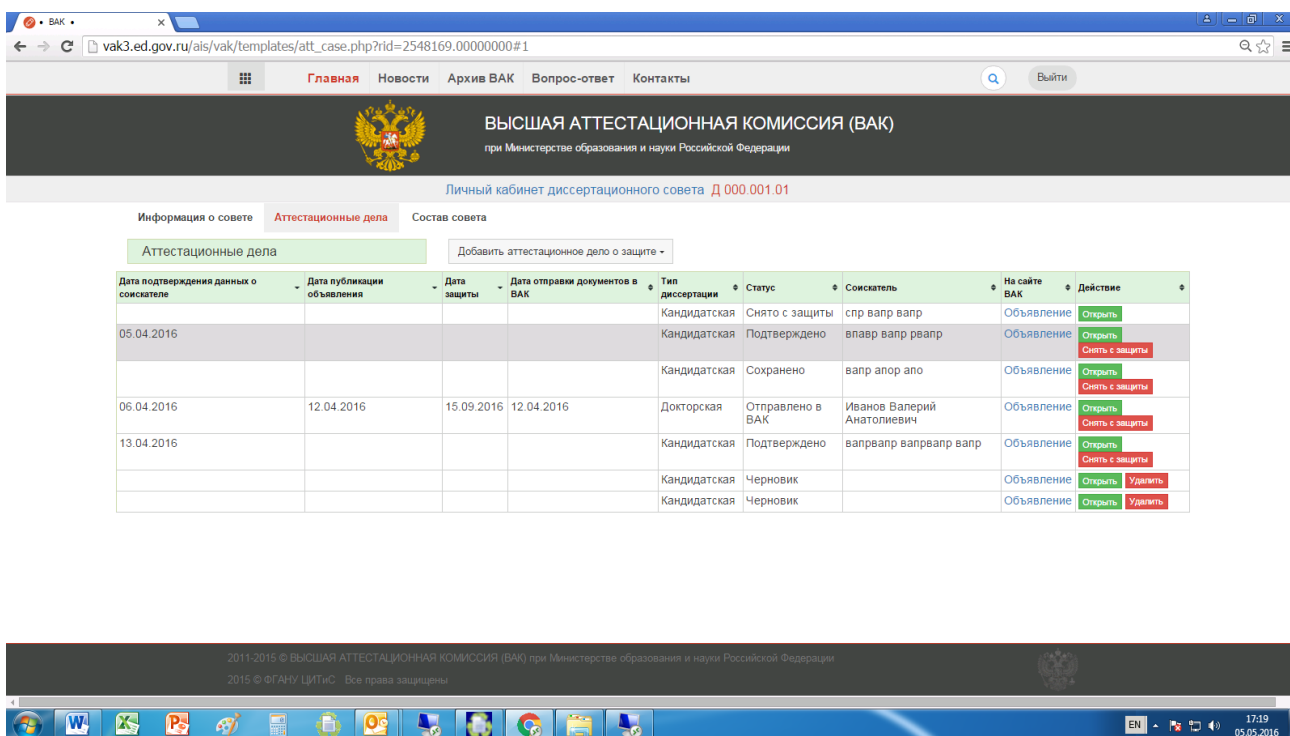 • ВАК •
vak3.ed.gov.ru/ais/vak/templates/att_case.php?rid=2548169.00000000#1
Главная Новости Архив ВАК Вопрос-ответ Контакты Выйти
ВЫСШАЯ АТТЕСТАЦИОННАЯ КОМИССИЯ (ВАК)
при Министерстве образования и науки Российской Федерации
Личный кабинет диссертационного совета Д 000.001.01
Информация о совете Аттестационные дела Состав совета
Аттестационные дела Добавить аттестационное дело о защите
Дата подтверждения данных о соискателе Дата публикации объявления Дата защиты Дата отправки документов в ВАК Тип диссертации Статус Соискатель На сайте ВАК Действие
Кандидатская Снято с защиты спр вапр вапр Объявление Открыть
05.04.2016 Кандидатская Подтверждено впавр вапр рвапр Объявление Открыть
Снять с защиты
Кандидатская Сохранено вапр апор апо Объявление Открыть
Снять с защиты
06.04.2016 12.04.2016 15.09.2016 12.04.2016 Докторская Отправлено в ВАК Иванов Валерий Анатолиевич Объявление Открыть
Снять с защиты
13.04.2016 Кандидатская Подтверждено вапрвапр вапрвапр вапр Объявление Открыть
Снять с защиты
Кандидатская Черновик Объявление Открыть Удалить
Кандидатская Черновик Объявление Открыть Удалить
2011-2015 © ВЫСШАЯ АТТЕСТАЦИОННАЯ КОМИССИЯ (ВАК) при Министерстве образования и науки Российской Федерации
2015 © ФГАНУ ЦИТиС Все права защищены
EN 17:19
05.05.2016